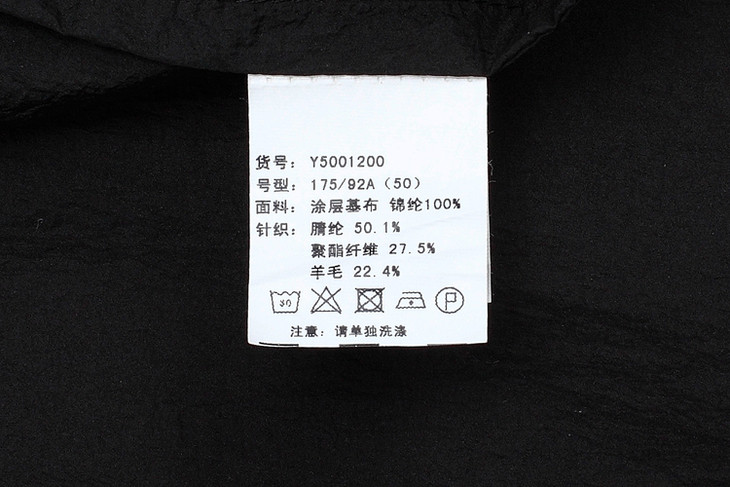 货号： Y5001200
号型： 175/92A（50）
面料： 涂层基布 锦纶100%
针织： 腈纶 50.1%
聚酯纤维 27.5%
羊毛 22.4%
30
P
注意： 请单独洗涤